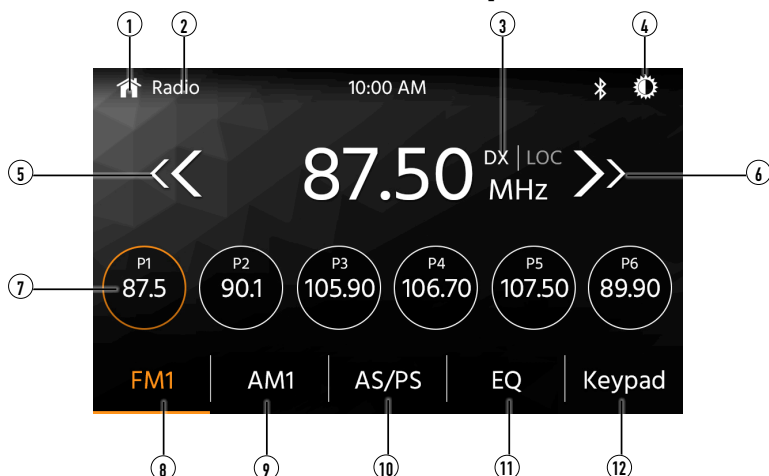 1 2 3 4
Radio 10:00 AM
5 87.50 DX | LOC 6
MHz
P1 P2 P3 P4 P5 P6
7 87.5 90.1 105.90 106.70 107.50 89.90
FM1 AM1 AS/PS EQ Keypad
8 9 10 11 12